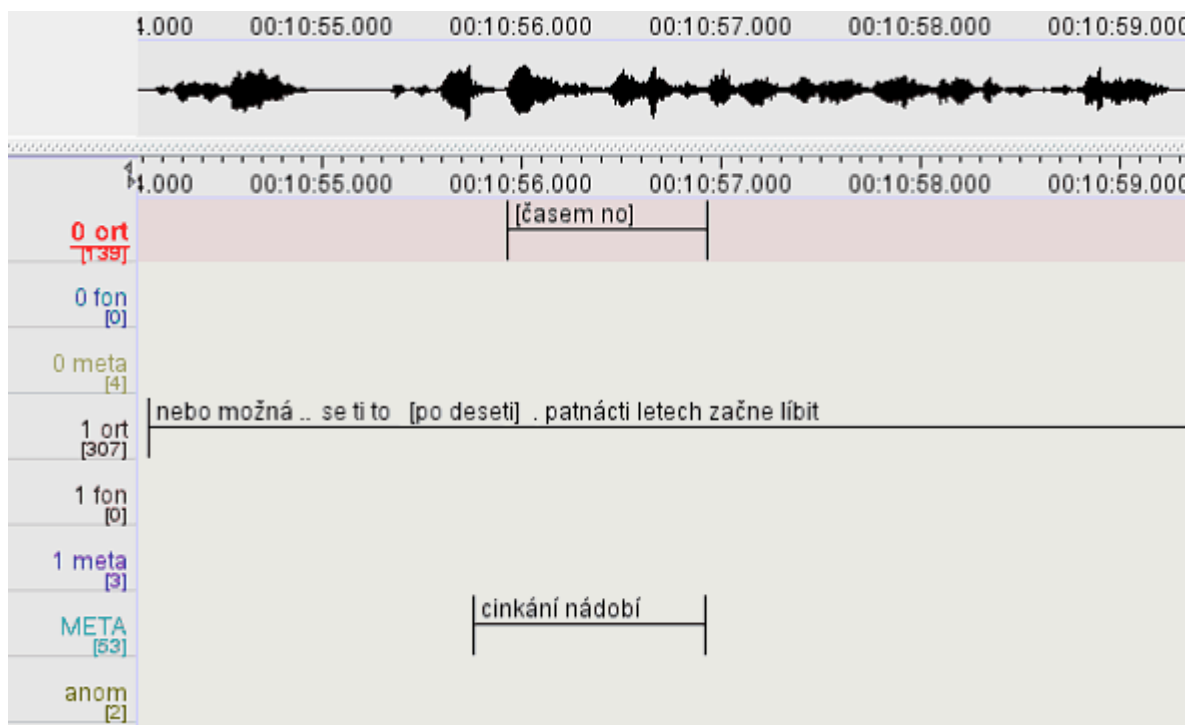 4.000 00:10:55.000 00:10:56.000 00:10:57.000 00:10:58.000 00:10:59.000
4.000 00:10:55.000 00:10:56.000 00:10:57.000 00:10:58.000 00:10:59.000
0 ort [časem no]
[139]
0 fon
[0]
0 meta
[4]
1 ort nebo možná .. se ti to [po deseti] . patnácti letech začne líbit
[307]
1 fon
[0]
1 meta
[3]
META cinkání nádobí
[53]
anom
[2]